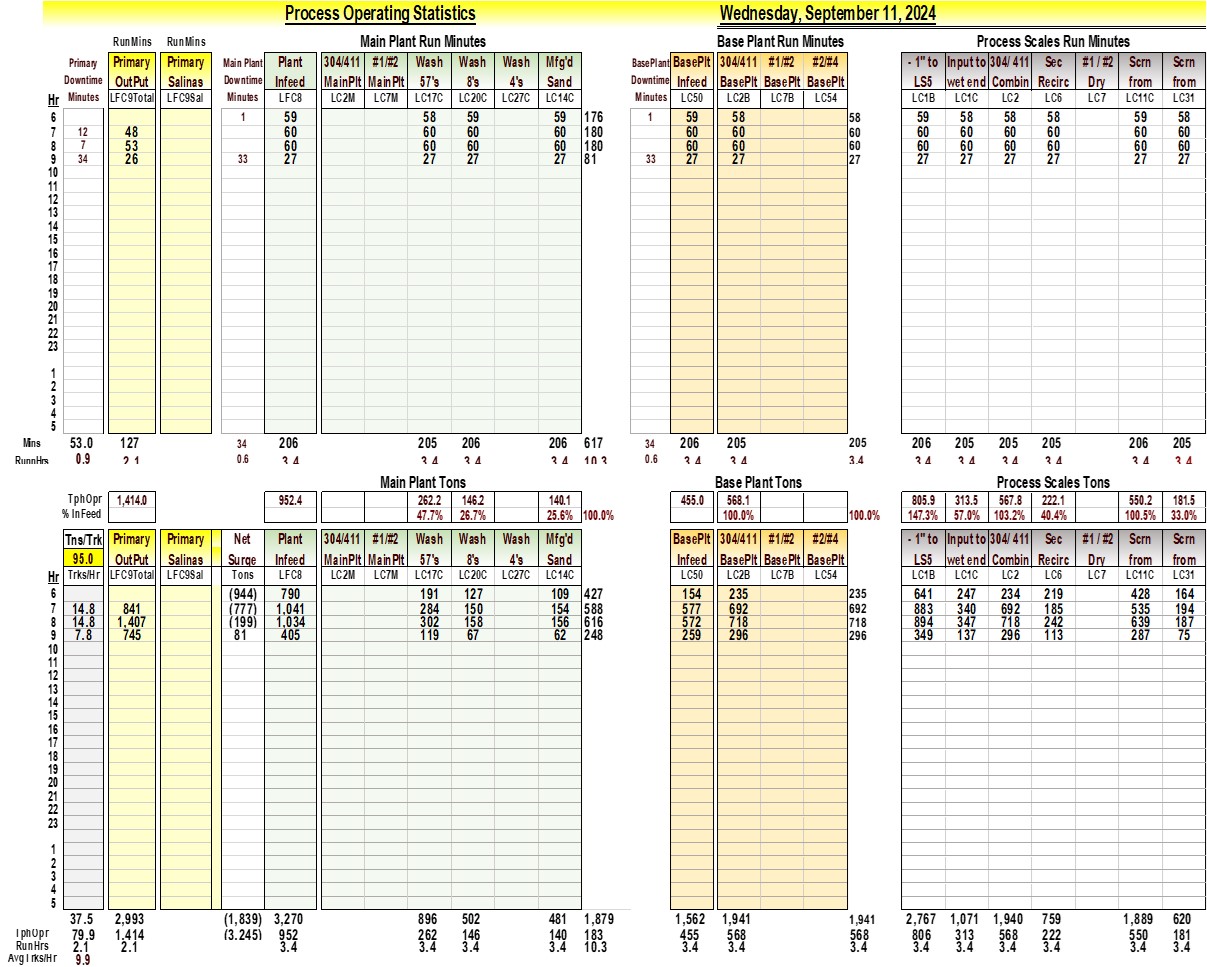 Process Operating Statistics Wednesday, September 11, 2024
RunMins RunMins Main Plant Run Minutes Base Plant Run Minutes Process Scales Run Minutes
Primary Primary Primary Main Plant Plant 304/411 #1/#2 Wash Wash Wash Mfg'd BasePlant BasePlt 304/411 #1/#2 #2/#4 - 1" to Input to 304/ 411 Sec #1 / #2 Scrn Scrn
Downtime OutPut Salinas Downtime Infeed MainPlt MainPlt 57's 8's 4's Sand Downtime Infeed BasePlt BasePlt BasePlt LS5 wet end Combin Recirc Dry from from
Hr Minutes LFC9Total LFC9Sal Minutes LFC8 LC2M LC7M LC17C LC20C LC27C LC14C Minutes LC50 LC2B LC7B LC54 LC1B LC1C LC2 LC6 LC7 LC11C LC31
6 1 59 58 59 59 176 1 59 58 58 59 58 58 58 59 58
7 12 48 60 60 60 60 180 60 60 60 60 60 60 60 60 60
8 7 53 60 60 60 60 180 60 60 60 60 60 60 60 60 60
9 34 26 33 27 27 27 27 81 33 27 27 27 27 27 27 27 27 27
10
11
12
13
14
15
16
17
18
19
20
21
22
23
1
2
3
4
5
Mins 53.0 127 34 206 205 206 206 617 34 206 205 205 206 205 205 205 206 205
RunnHrs 0.9 2.1 0.6 3.4 3.4 3.4 3.4 10.3 0.6 3.4 3.4 3.4 3.4 3.4 3.4 3.4 3.4 3.4
Main Plant Tons Base Plant Tons Process Scales Tons
TphOpr 1,414.0 952.4 262.2 146.2 140.1 455.0 568.1 805.9 313.5 567.8 222.1 550.2 181.5
% InFeed 47.7% 26.7% 25.6% 100.0% 100.0% 100.0% 147.3% 57.0% 103.2% 40.4% 100.5% 33.0%
Tns/Trk Primary Primary Net Plant 304/411 #1/#2 Wash Wash Wash Mfg'd BasePlt 304/411 #1/#2 #2/#4 - 1" to Input to 304/ 411 Sec #1 / #2 Scrn Scrn
95.0 OutPut Salinas Surge Infeed MainPlt MainPlt 57's 8's 4's Sand Infeed BasePlt BasePlt BasePlt LS5 wet end Combin Recirc Dry from from
Hr Trks/Hr LFC9Total LFC9Sal Tons LFC8 LC2M LC7M LC17C LC20C LC27C LC14C LC50 LC2B LC7B LC54 LC1B LC1C LC2 LC6 LC7 LC11C LC31
6 (944) 790 191 127 109 427 154 235 235 641 247 234 219 428 164
7 14.8 841 (777) 1,041 284 150 154 588 577 692 692 883 340 692 185 535 194
8 14.8 1,407 (199) 1,034 302 158 156 616 572 718 718 894 347 718 242 639 187
9 7.8 745 81 405 119 67 62 248 259 296 296 349 137 296 113 287 75
10
11
12
13
14
15
16
17
18
19
20
21
22
23
1
2
3
4
5
37.5 2,993 (1,839) 3,270 896 502 481 1,879 1,562 1,941 1,941 2,767 1,071 1,940 759 1,889 620
TphOpr 79.9 1,414 (3.245) 952 262 146 140 183 455 568 568 806 313 568 222 550 181
RunHrs 2.1 2.1 3.4 3.4 3.4 3.4 10.3 3.4 3.4 3.4 3.4 3.4 3.4 3.4 3.4 3.4
AvgTrks/Hr 9.9